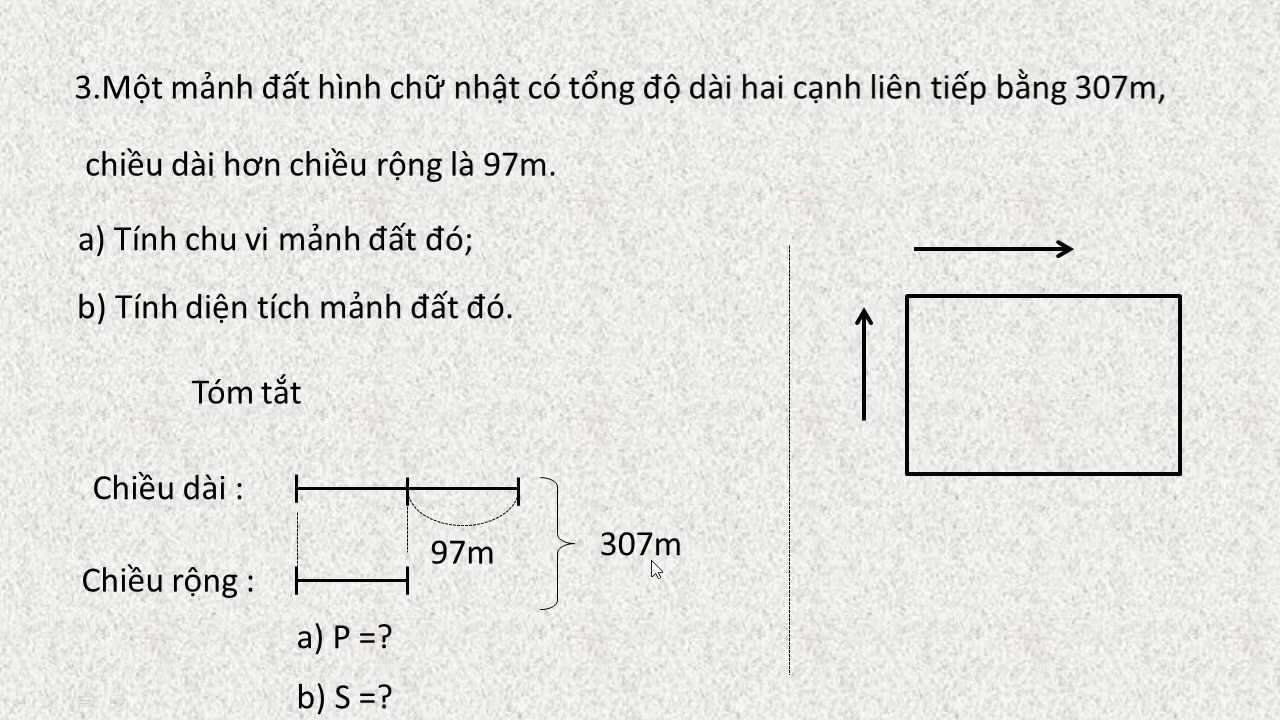 3.Một mảnh đất hình chữ nhật có tổng độ dài hai cạnh liên tiếp bằng 307m,
chiều dài hơn chiều rộng là 97m.
a) Tính chu vi mảnh đất đó;
b) Tính diện tích mảnh đất đó.
Tóm tắt
Chiều dài :
97m
307m
Chiều rộng :
a) P =?
b) S =?